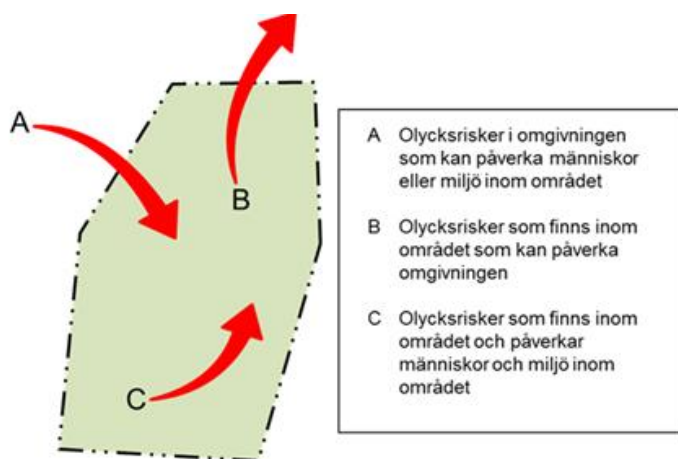 A
B
C
A Olycksrisker i omgivningen
som kan påverka människor
eller miljö inom området
B Olycksrisker som finns inom
området som kan påverka
omgivningen
C Olycksrisker som finns inom
området och påverkar
människor och miljö inom
området